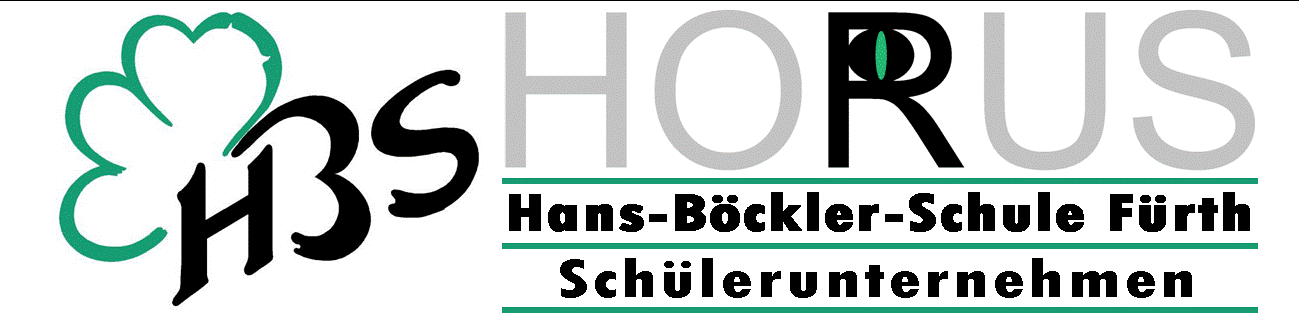 HBS
HORUS
Hans-Böckler-Schule Fürth
Schülerunternehmen